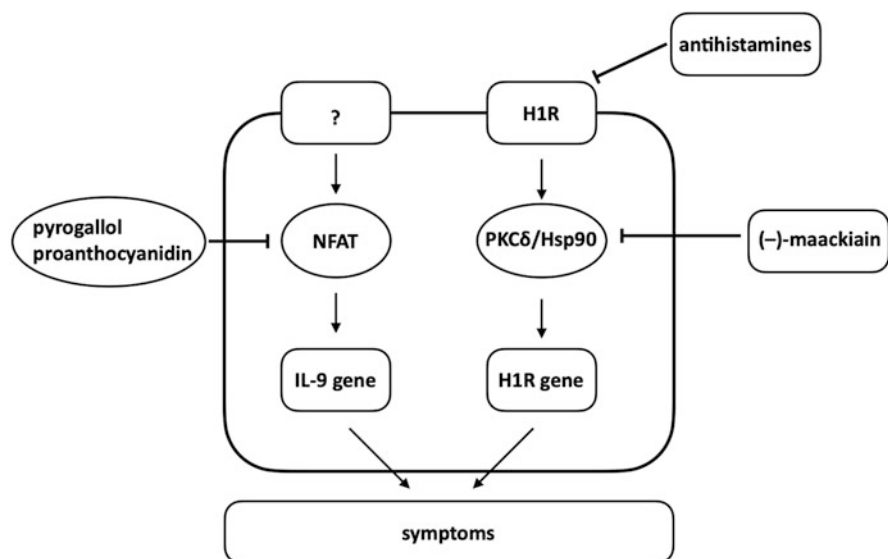 antihistamines
?
H1R
pyrogallol
proanthocyanidin
NFAT
PKCδ/Hsp90
(−)-maackiain
IL-9 gene
H1R gene
symptoms